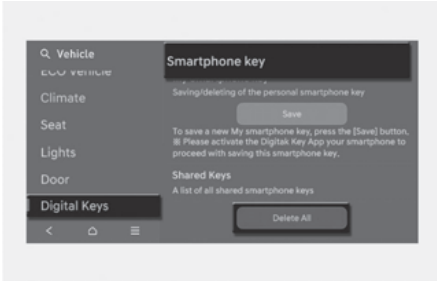 Vehicle
Smartphone key
ECO Vehicle
Climate
Saving/deleting of the personal smartphone key
Save
Seat
To save a new My smartphone key, press the [Save] button.
※ Please activate the Digitak Key App your smartphone to
proceed with saving this smartphone key.
Lights
Door
Shared Keys
A list of all shared smartphone keys
Digital Keys
Delete All